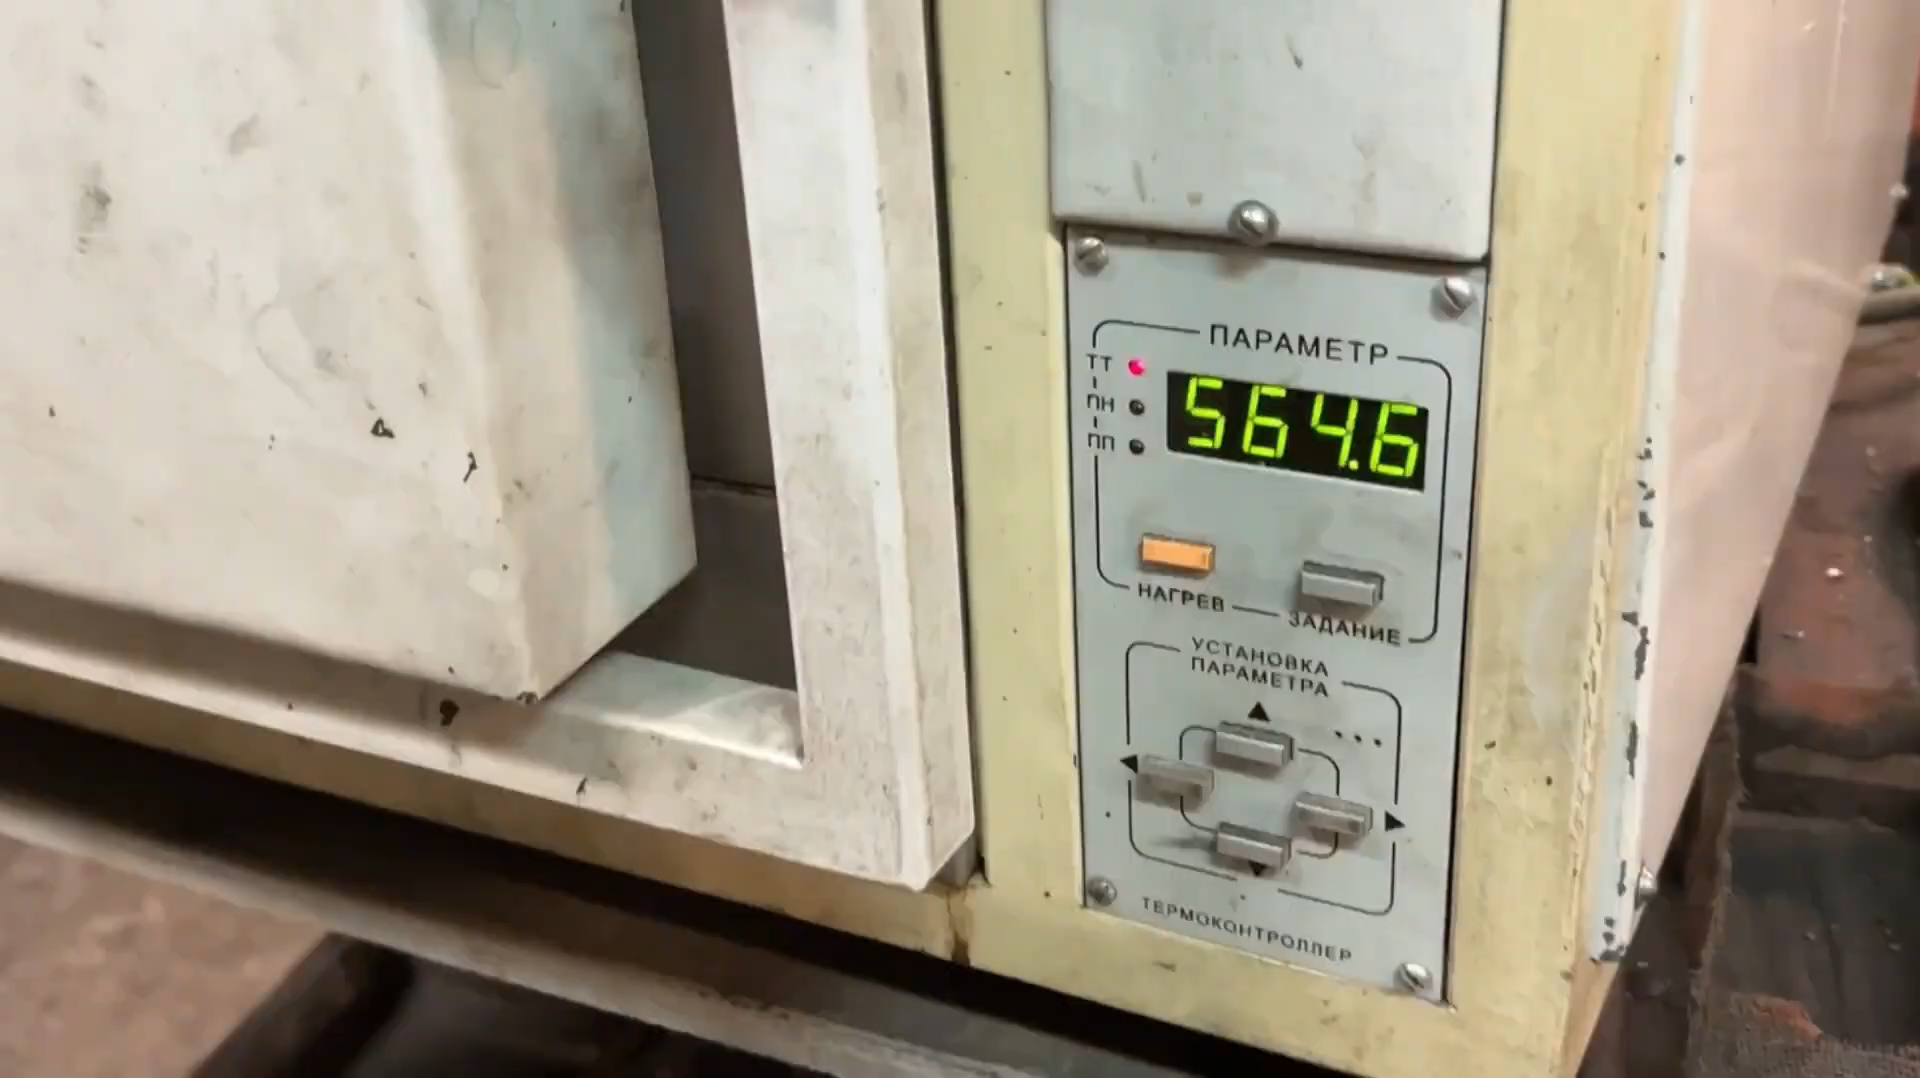 ПАРАМЕТР
ТТ
ПН
ПП
564.6
НАГРЕВ
ЗАДАНИЕ
УСТАНОВКА
ПАРАМЕТРА
ТЕРМОКОНТРОЛЛЕР